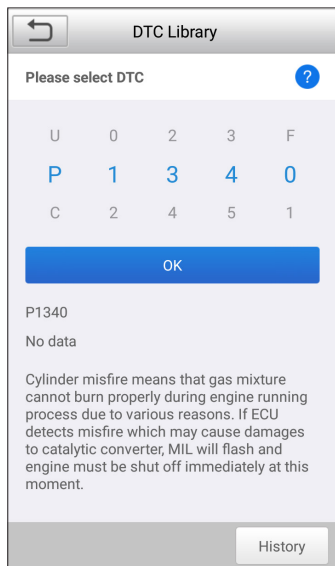 DTC Library
Please select DTC
?
U 0 2 3 F
P 1 3 4 0
C 2 4 5 1
OK
P1340
No data
Cylinder misfire means that gas mixture
cannot burn properly during engine running
process due to various reasons. If ECU
detects misfire which may cause damages
to catalytic converter, MIL will flash and
engine must be shut off immediately at this
moment.
History